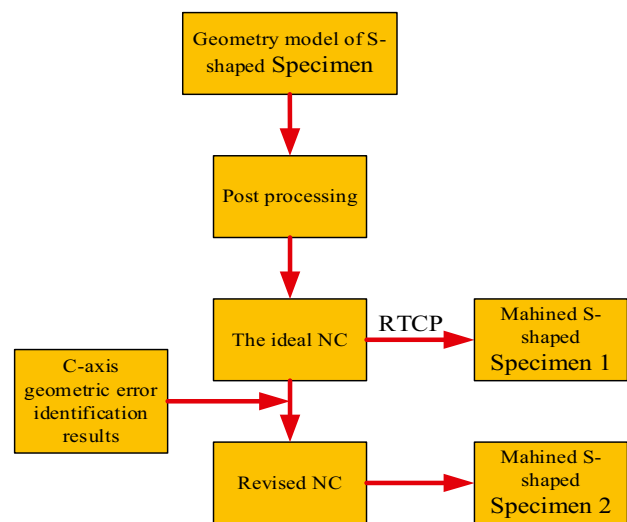 Geometry model of S-
shaped Specimen
Post processing
The ideal NC
RTCP
Mahined S-
shaped
Specimen 1
C-axis
geometric error
identification
results
Revised NC
Mahined S-
shaped
Specimen 2